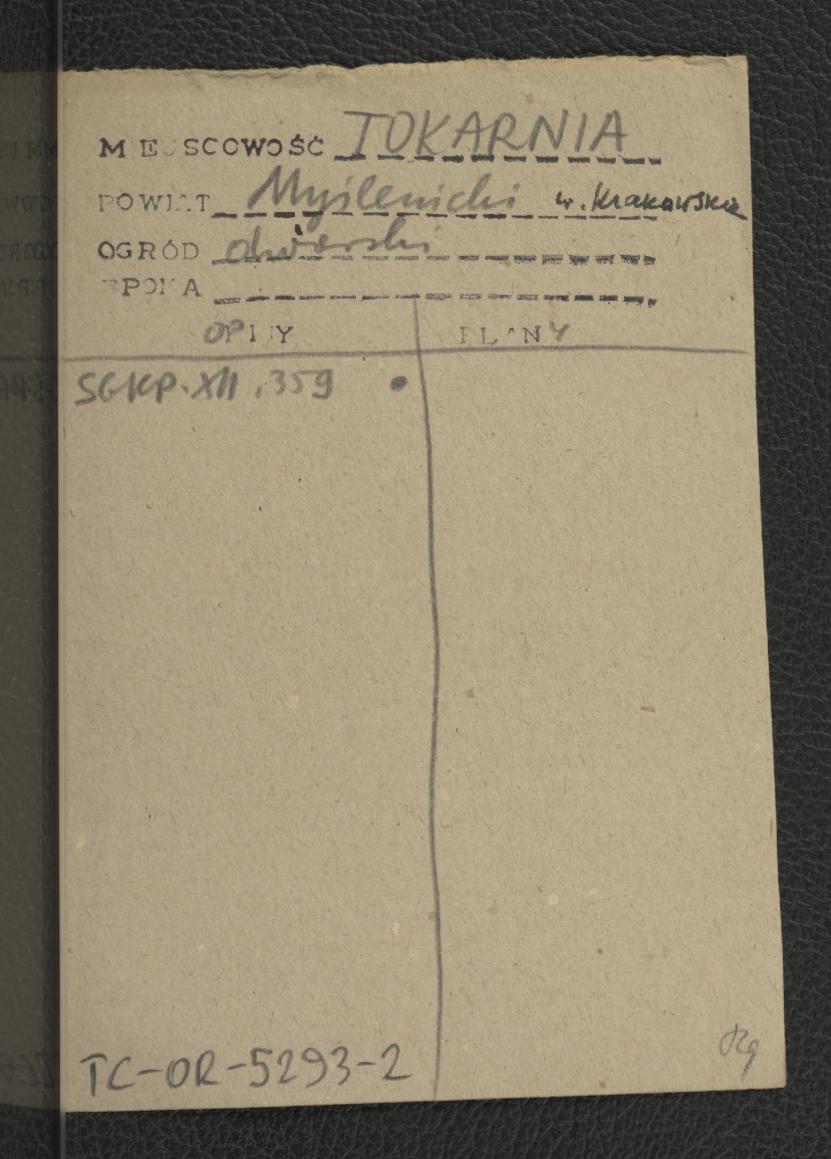 MIEJSCOWOŚĆ TOKARNIA
POWIAT Myślenicki w. Krakowskie
OGRÓD dworski
EPOKA
OPISY PLANY
SGKP. XII. 359
TC-OR-5293-2